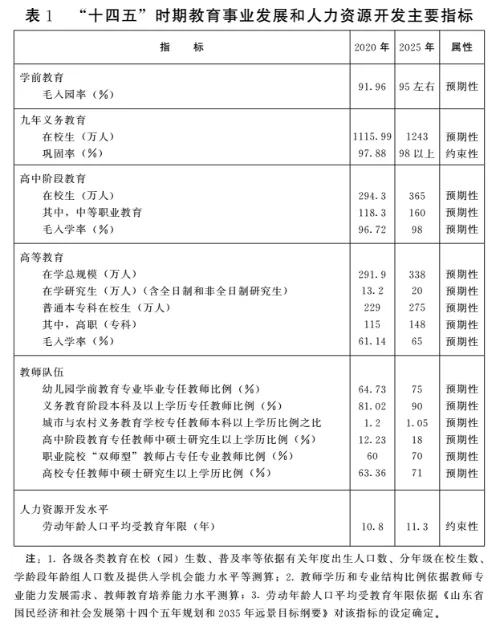 表1 “十四五”时期教育事业发展和人力资源开发主要指标
指 标 2020年 2025年 属性
学前教育
毛入园率(%) 91.96 95左右 预期性
九年义务教育
在校生(万人) 1115.99 1243 预期性
巩固率(%) 97.88 98以上 约束性
高中阶段教育
在校生(万人) 294.3 365 预期性
其中,中等职业教育 118.3 160 预期性
毛入学率(%) 96.72 98 预期性
高等教育
在学总规模(万人) 291.9 338 预期性
在学研究生(万人)(含全日制和非全日制研究生) 13.2 20 预期性
普通本专科在校生(万人) 229 275 预期性
其中,高职(专科) 115 148 预期性
毛入学率(%) 61.14 65 预期性
教师队伍
幼儿园学前教育专业毕业专任教师比例(%) 64.73 75 预期性
义务教育阶段本科及以上学历专任教师比例(%) 81.02 90 预期性
城市与农村义务教育学校专任教师本科以上学历比例之比 1.2 1.05 预期性
高中阶段教育专任教师中硕士研究生以上学历比例(%) 12.23 18 预期性
职业院校“双师型”教师占专任专业教师比例(%) 60 70 预期性
高校专任教师中硕士研究生以上学历比例(%) 63.36 71 预期性
人力资源开发水平
劳动年龄人口平均受教育年限(年) 10.8 11.3 约束性
注:1.各级各类教育在校(园)生数、普及率等依据有关年度出生人口数、分年级在校生数、
学龄段年龄组人口数及提供入学机会能力水平等测算;2.教师学历和专业结构比例依据教师专
业能力发展需求、教师教育培养能力水平测算;3.劳动年龄人口平均受教育年限依据《山东省
国民经济和社会发展第十四个五年规划和2035年远景目标纲要》对该指标的设定确定。